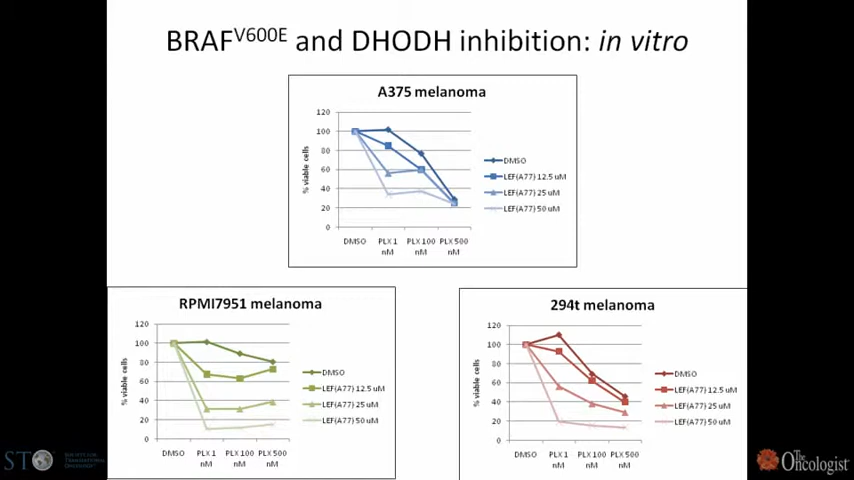 BRAFV600E and DHODH inhibition: in vitro
A375 melanoma
120
100
80
60
40
20
0
% viable cells
DMSO
PLX 1 nM
PLX 100 nM
PLX 500 nM
DMSO
LEF(A77) 12.5 uM
LEF(A77) 25 uM
LEF(A77) 50 uM
RPMI7951 melanoma
120
100
80
60
40
20
0
% viable cells
DMSO
PLX 1 nM
PLX 100 nM
PLX 500 nM
DMSO
LEF(A77) 12.5 uM
LEF(A77) 25 uM
LEF(A77) 50 uM
294t melanoma
120
100
80
60
40
20
0
% viable cells
DMSO
PLX 1 nM
PLX 100 nM
PLX 500 nM
DMSO
LEF(A77) 12.5 uM
LEF(A77) 25 uM
LEF(A77) 50 uM
STO
SOCIETY FOR
TRANSLATIONAL
ONCOLOGY
The
Oncologist